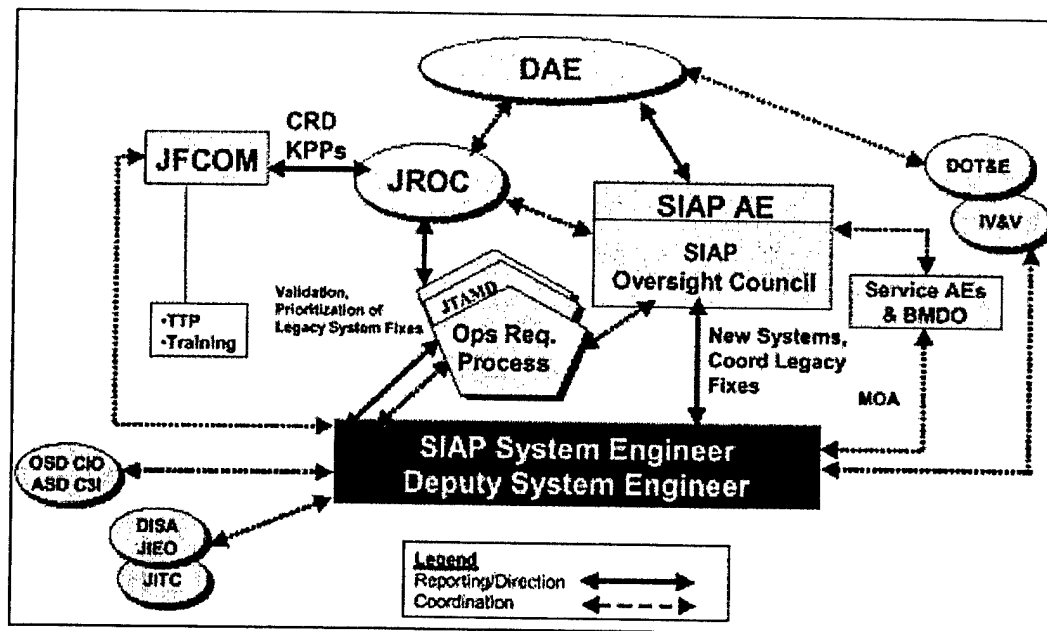 DAE
CRD
KPPs
JFCOM
JROC
DOT&E
IV&V
SIAP AE
SIAP
Oversight Council
Service AEs
& BMDO
JTAMD
Ops Req.
Process
Validation,
Prioritization of
Legacy System Fixes
•TTP
•Training
New Systems,
Coord Legacy
Fixes
MOA
SIAP System Engineer
Deputy System Engineer
OSD CIO
ASD C3I
DISA
JIEO
JITC
Legend
Reporting/Direction
Coordination